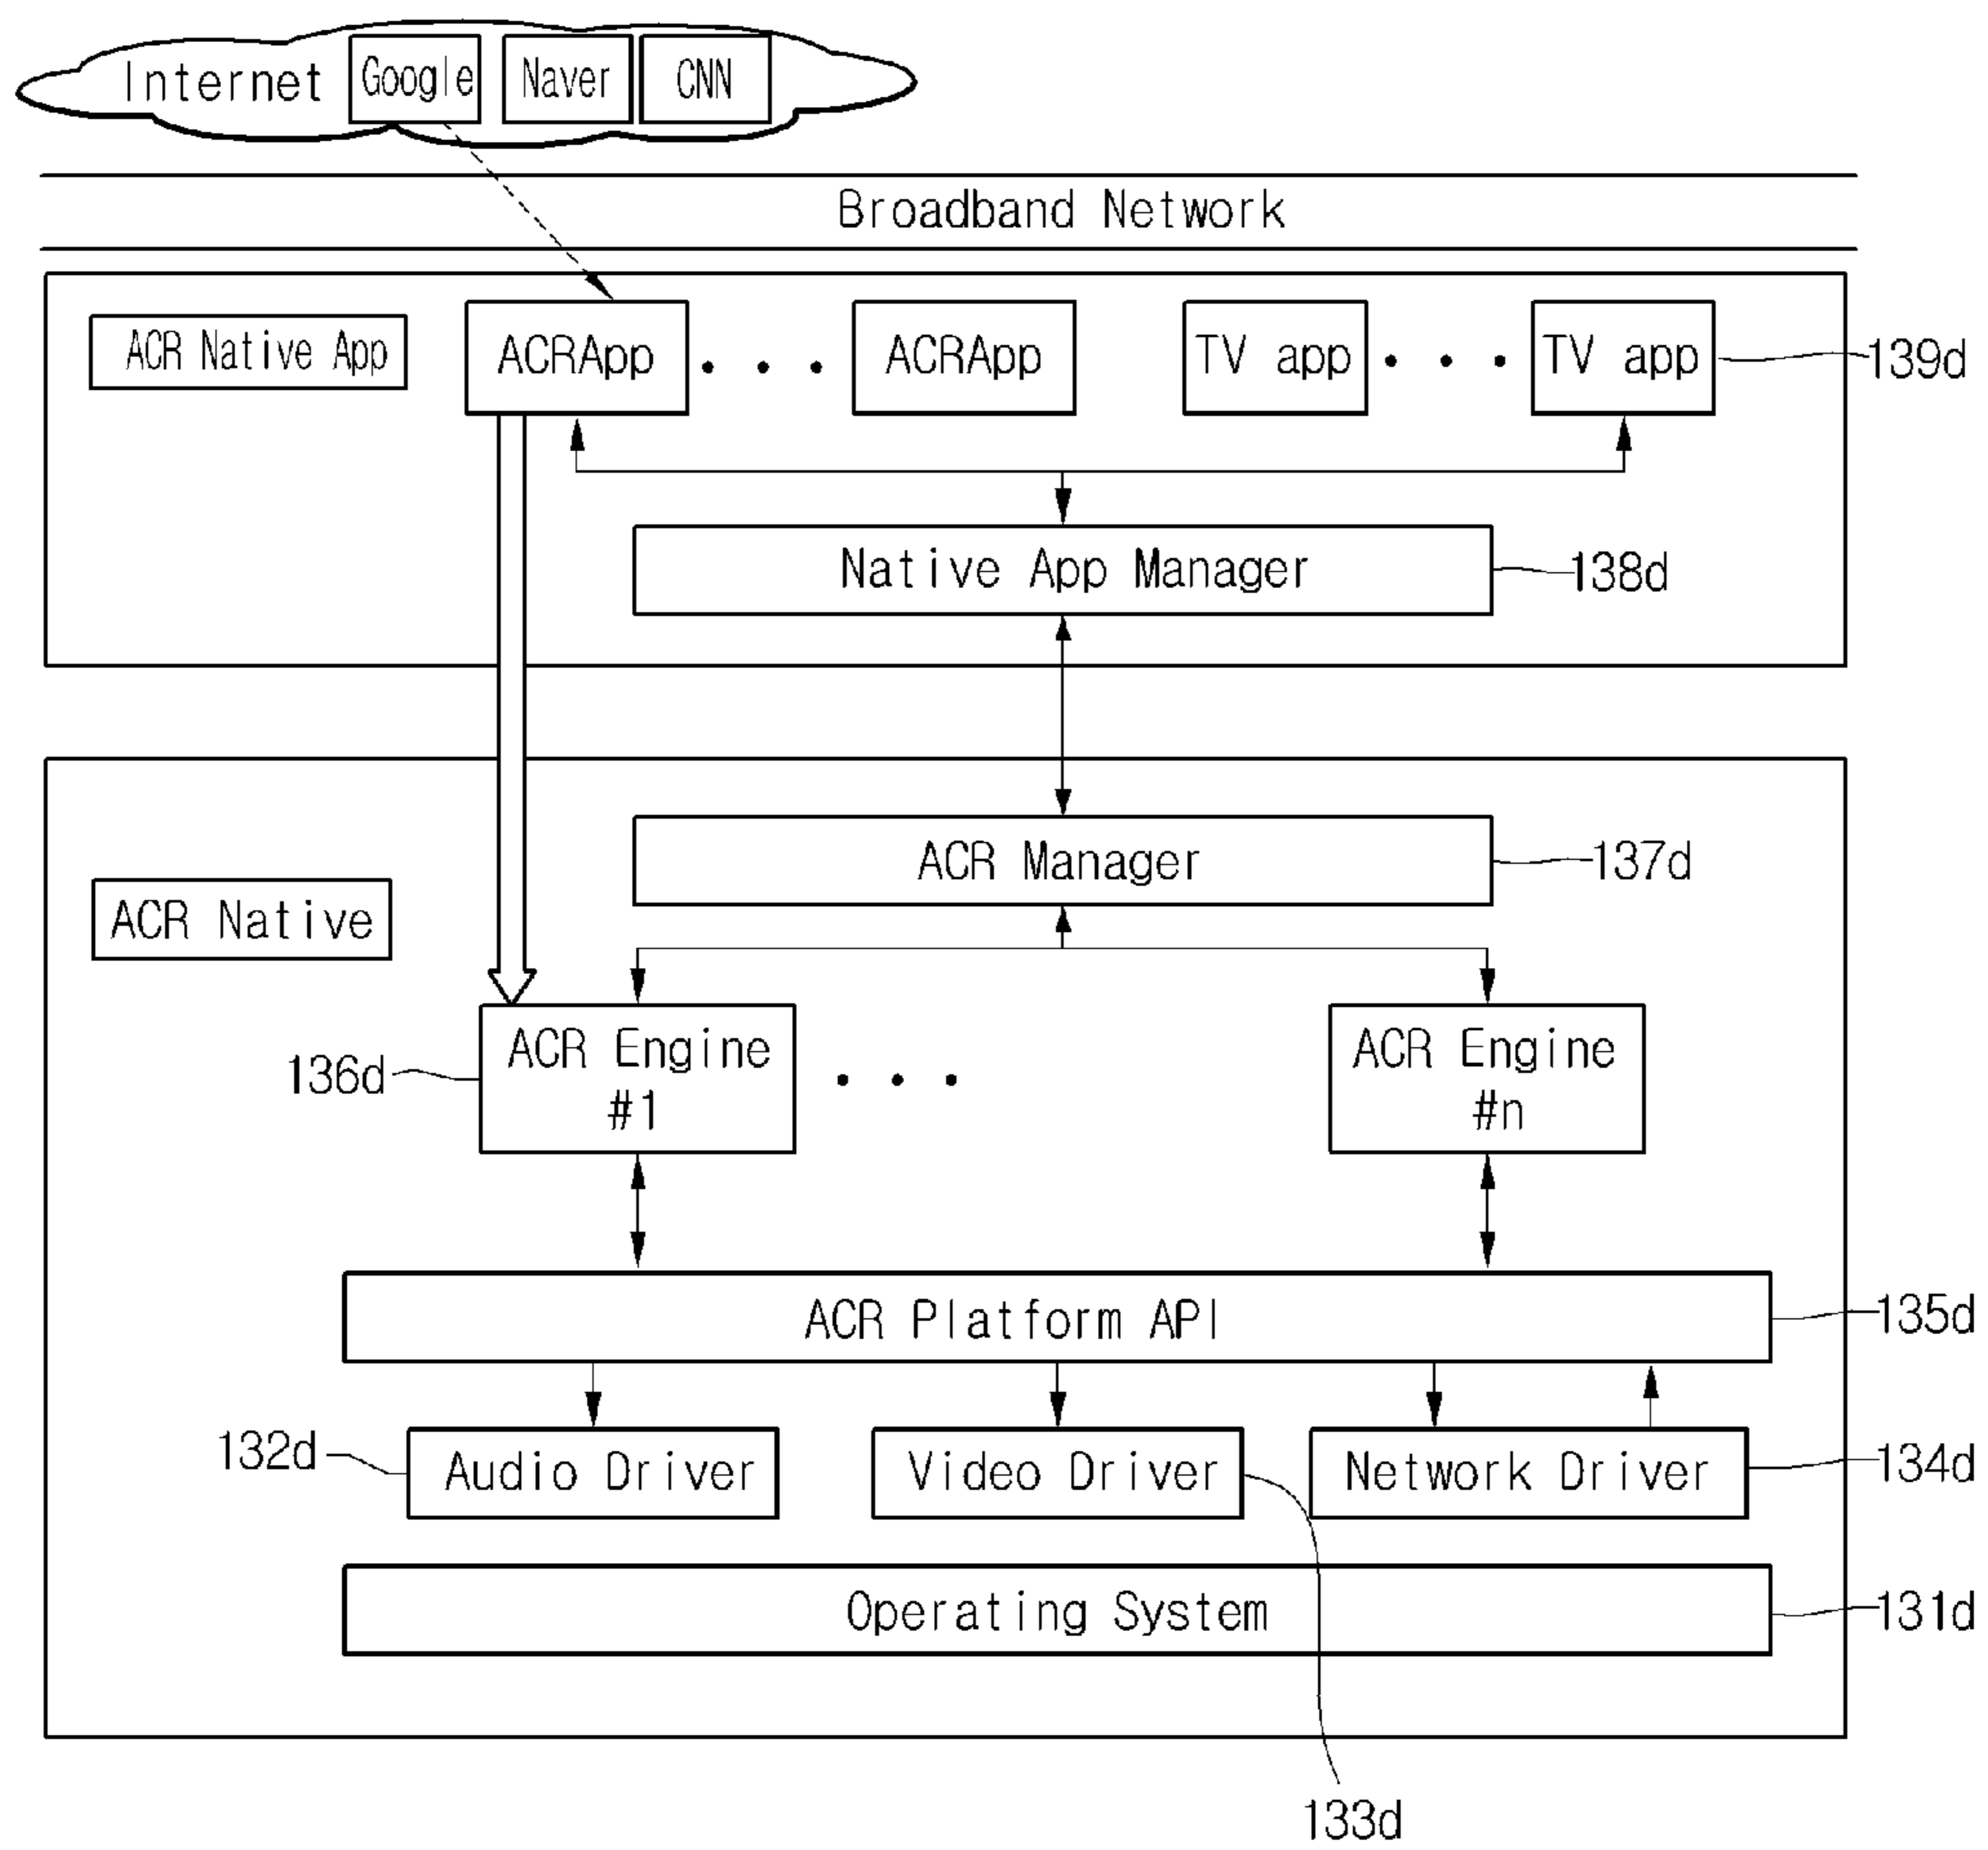 Internet Google Naver CNN
Broadband Network
ACR Native App ACRApp ACRApp TV app TV app 139d
Native App Manager 138d
ACR Manager 137d
ACR Native
136d ACR Engine ACR Engine
#1 #n
ACR Platform API 135d
132d Audio Driver Video Driver Network Driver 134d
Operating System 131d
133d